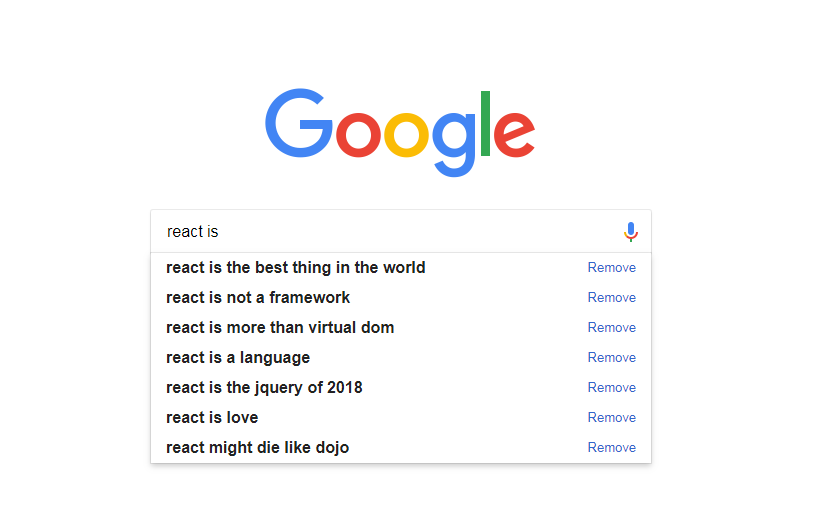 Google
react is
react is the best thing in the world Remove
react is not a framework Remove
react is more than virtual dom Remove
react is a language Remove
react is the jquery of 2018 Remove
react is love Remove
react might die like dojo Remove